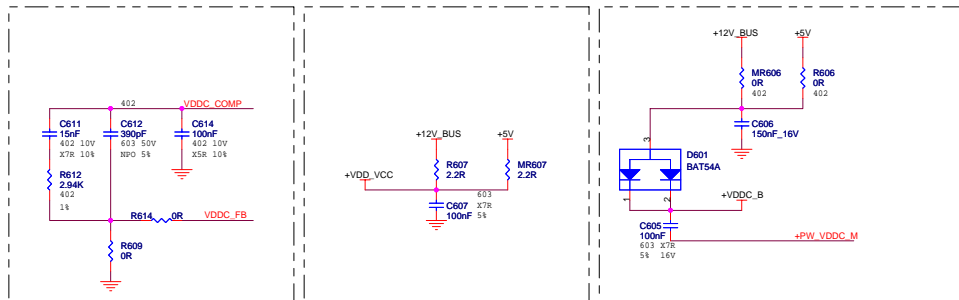 402
VDDC_COMP
C611
15nF
402 10V
X7R 10%
C612
390pF
603 50V
NPO 5%
C614
100nF
402 10V
X5R 10%
R612
2.94K
402
1%
R614
0R
VDDC_FB
R609
0R
+12V_BUS
+5V
R607
2.2R
MR607
2.2R
+VDD_VCC
603
X7R
5%
C607
100nF
+12V_BUS
+5V
MR606
0R
402
R606
0R
402
C606
150nF_16V
3
D601
BAT54A
1
2
+VDDC_B
C605
100nF
603 X7R
5% 16V
+PW_VDDC_M